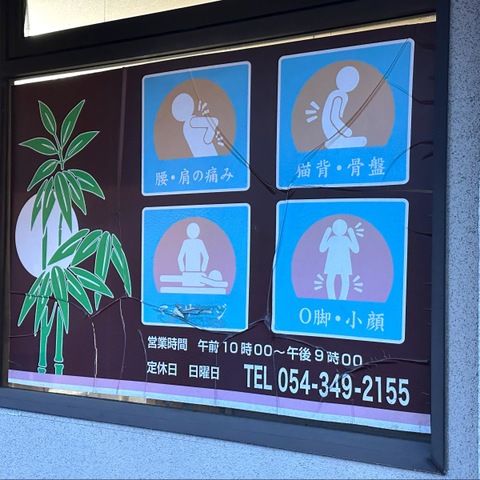 腰・肩の痛み
猫背・骨盤
O脚・小顔
営業時間 午前10時00～午後9時00
定休日 日曜日
TEL 054-349-2155